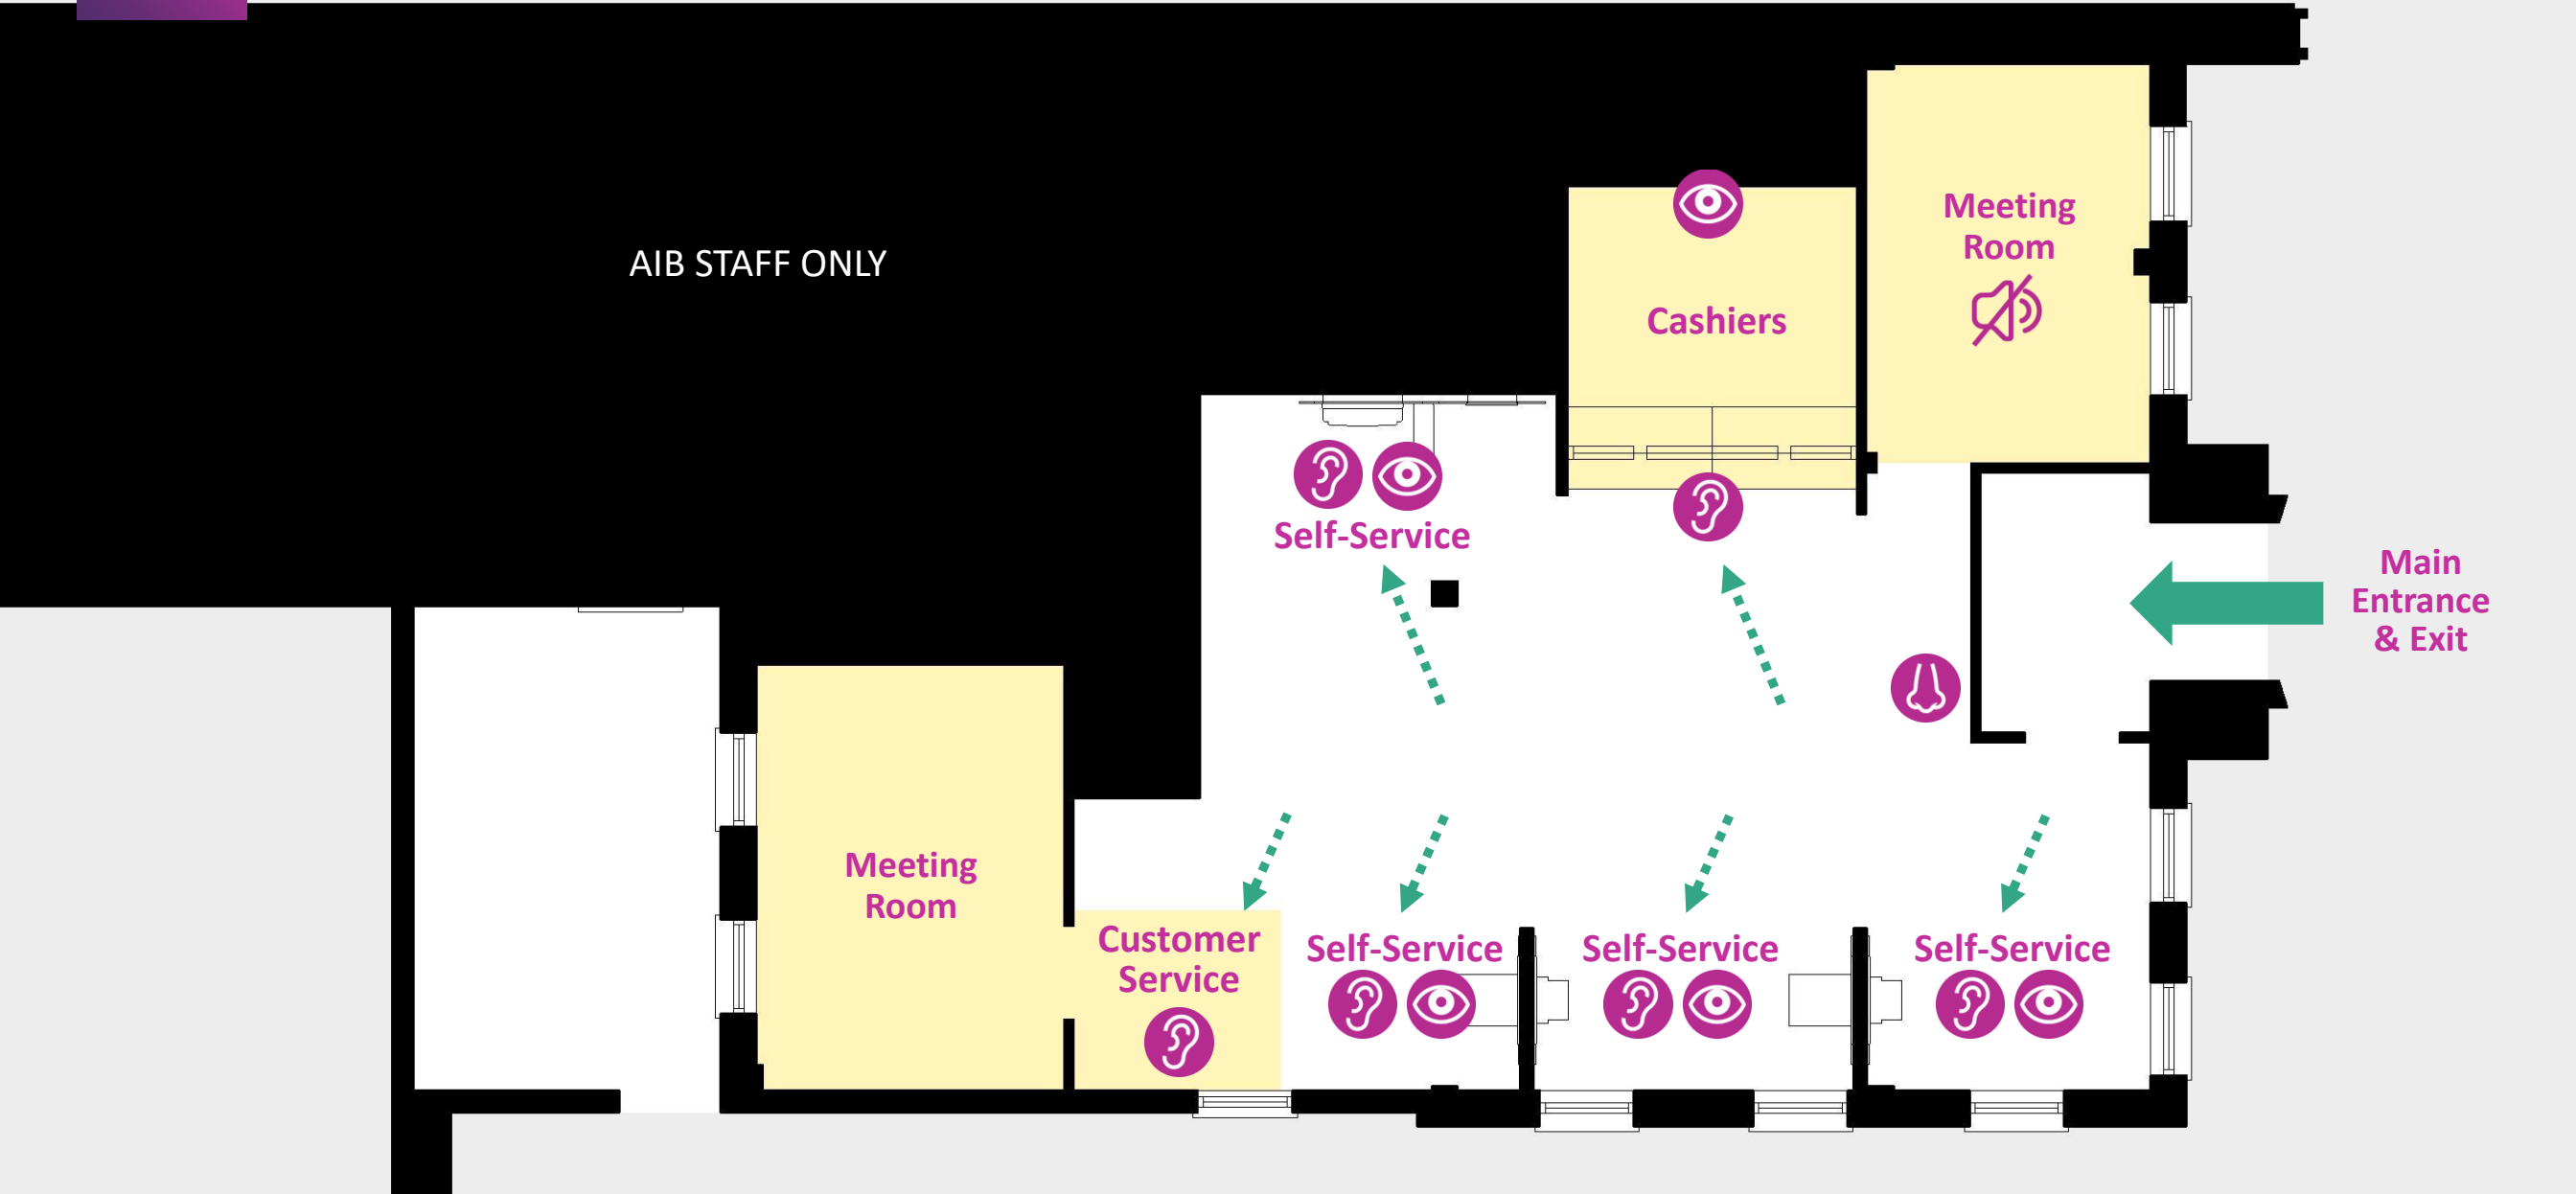 AIB STAFF ONLY
Meeting
Room
Cashiers
Self-Service
Main
Entrance
& Exit
Meeting
Room
Customer
Service
Self-Service
Self-Service
Self-Service